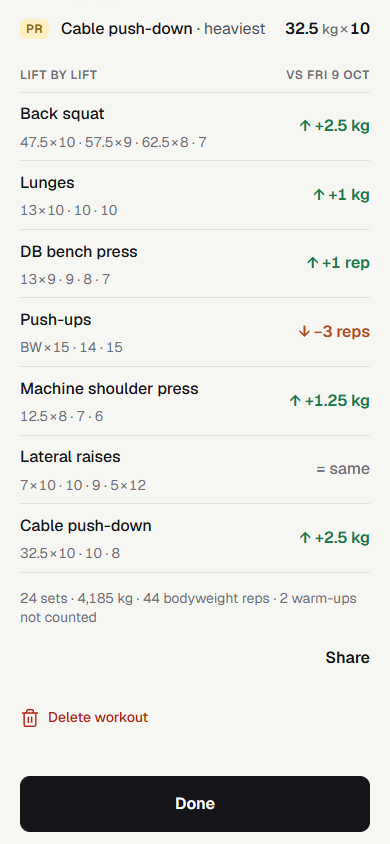 PR Cable push-down · heaviest 32.5 kg×10
LIFT BY LIFT VS FRI 9 OCT
Back squat
↑ +2.5 kg
47.5×10 · 57.5×9 · 62.5×8 · 7
Lunges
↑ +1 kg
13×10 · 10 · 10
DB bench press
↑ +1 rep
13×9 · 9 · 8 · 7
Push-ups
↓ −3 reps
BW×15 · 14 · 15
Machine shoulder press
↑ +1.25 kg
12.5×8 · 7 · 6
Lateral raises
= same
7×10 · 10 · 9 · 5×12
Cable push-down
↑ +2.5 kg
32.5×10 · 10 · 8
24 sets · 4,185 kg · 44 bodyweight reps · 2 warm-ups
not counted
Share
Delete workout
Done